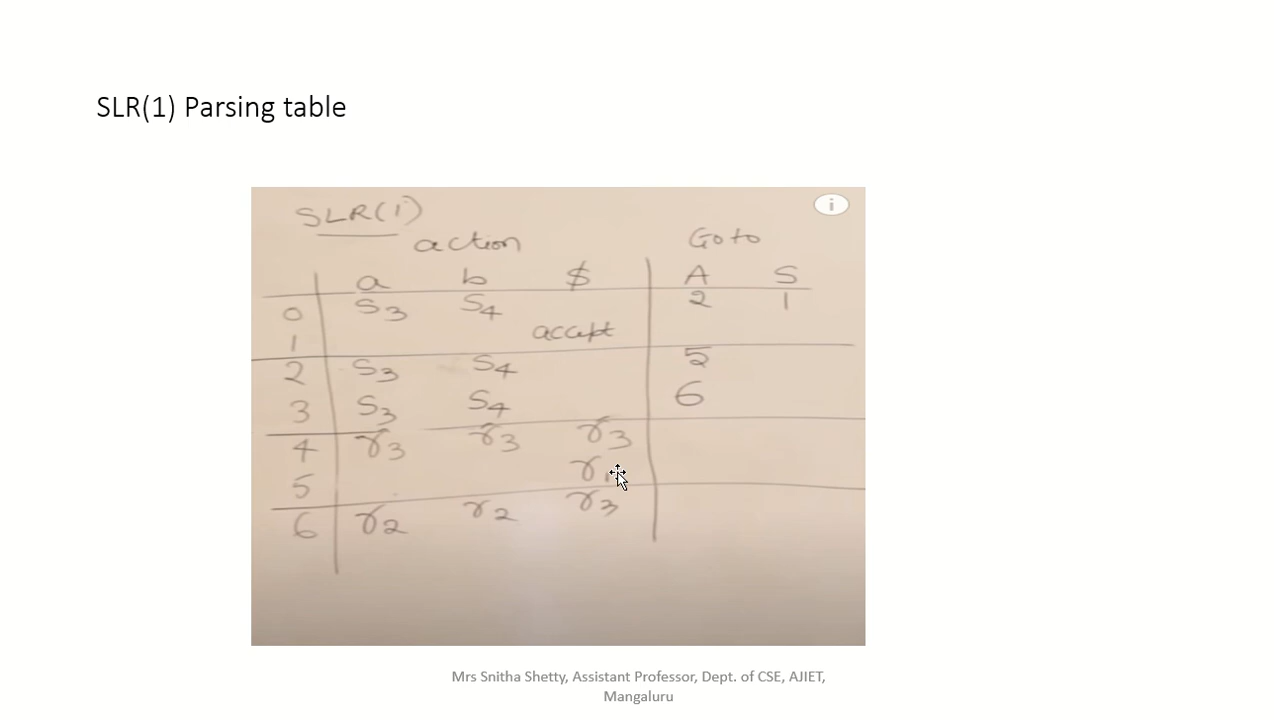 SLR(1) Parsing table
SLR(1)
action Goto
a b $ A S
0 S3 S4 2 1
1 accept
2 S3 S4 5
3 S3 S4 6
4 r3 r3 r3
5 r1
6 r2 r2 r3
i
Mrs Snitha Shetty, Assistant Professor, Dept. of CSE, AJIET,
Mangaluru